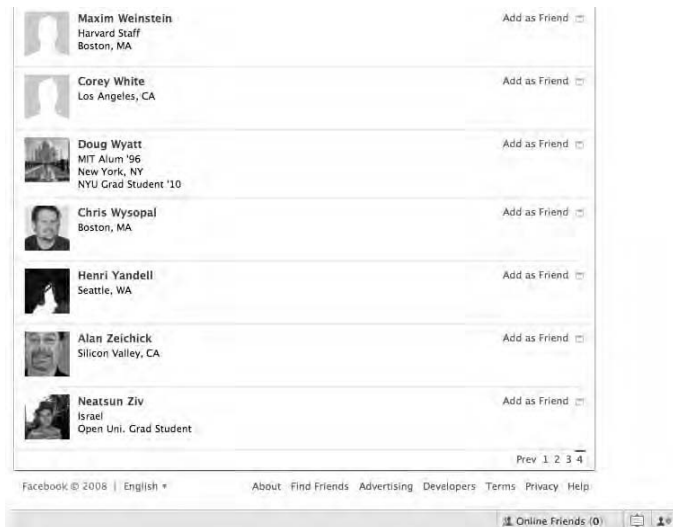 Maxim Weinstein
Add as Friend
Harvard Staff
Boston, MA
Corey White
Add as Friend
Los Angeles, CA
Doug Wyatt
Add as Friend
MIT Alum '96
New York, NY
NYU Grad Student '10
Chris Wysopal
Add as Friend
Boston, MA
Henri Yandell
Add as Friend
Seattle, WA
Alan Zeichick
Add as Friend
Silicon Valley, CA
Neatsun Ziv
Add as Friend
Israel
Open Uni. Grad Student
Prev 1 2 3 4
Facebook © 2008 | English
About Find Friends Advertising Developers Terms Privacy Help
Online Friends (0)